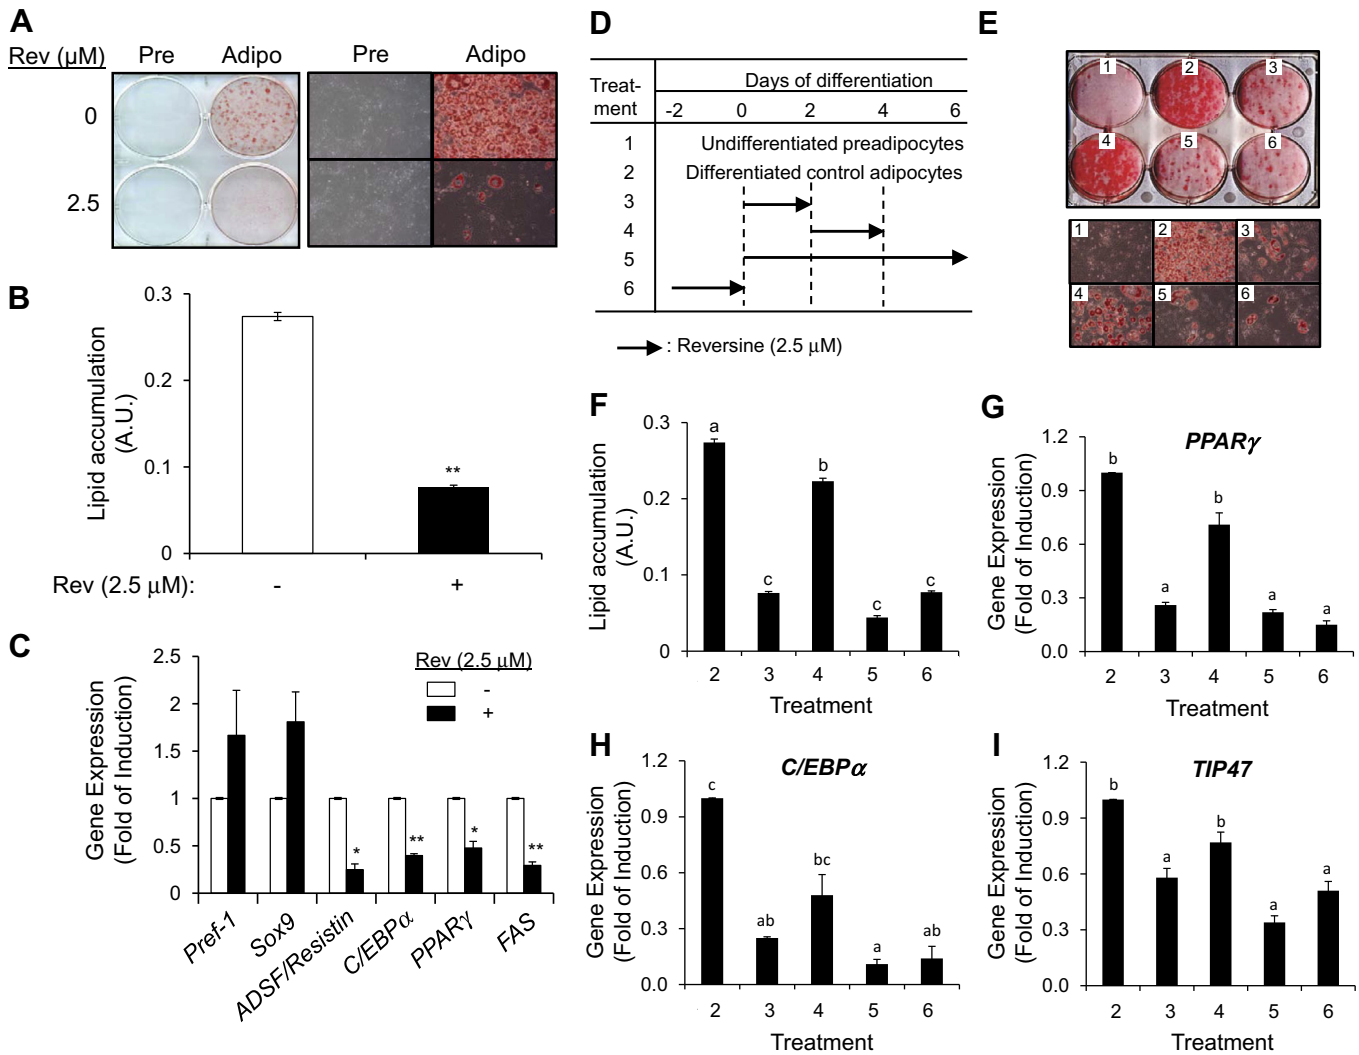 A
Rev (µM)
Pre
Adipo
Pre
Adipo
0
2.5
B
Lipid accumulation
(A.U.)
0.3
0.2
0.1
0
**
Rev (2.5 µM):
-
+
C
Gene Expression
(Fold of Induction)
2.5
2
1.5
1
0.5
0
Rev (2.5 µM)
-
+
*
**
*
**
Pref-1
Sox9
ADSF/Resistin
C/EBPα
PPARγ
FAS
D
Treat-
ment
Days of differentiation
-2 0 2 4 6
1 Undifferentiated preadipocytes
2 Differentiated control adipocytes
3
4
5
6
: Reversine (2.5 µM)
E
1 2 3
4 5 6
1 2 3
4 5 6
F
Lipid accumulation
(A.U.)
0.3
0.2
0.1
0
a
c
b
c
c
2 3 4 5 6
Treatment
G
PPARγ
Gene Expression
(Fold of Induction)
1.2
0.9
0.6
0.3
0.0
b
a
b
a
a
2 3 4 5 6
Treatment
H
C/EBPα
Gene Expression
(Fold of Induction)
1.2
0.9
0.6
0.3
0.0
c
ab
bc
a
ab
2 3 4 5 6
Treatment
I
TIP47
Gene Expression
(Fold of Induction)
1.2
0.9
0.6
0.3
0.0
b
a
b
a
a
2 3 4 5 6
Treatment